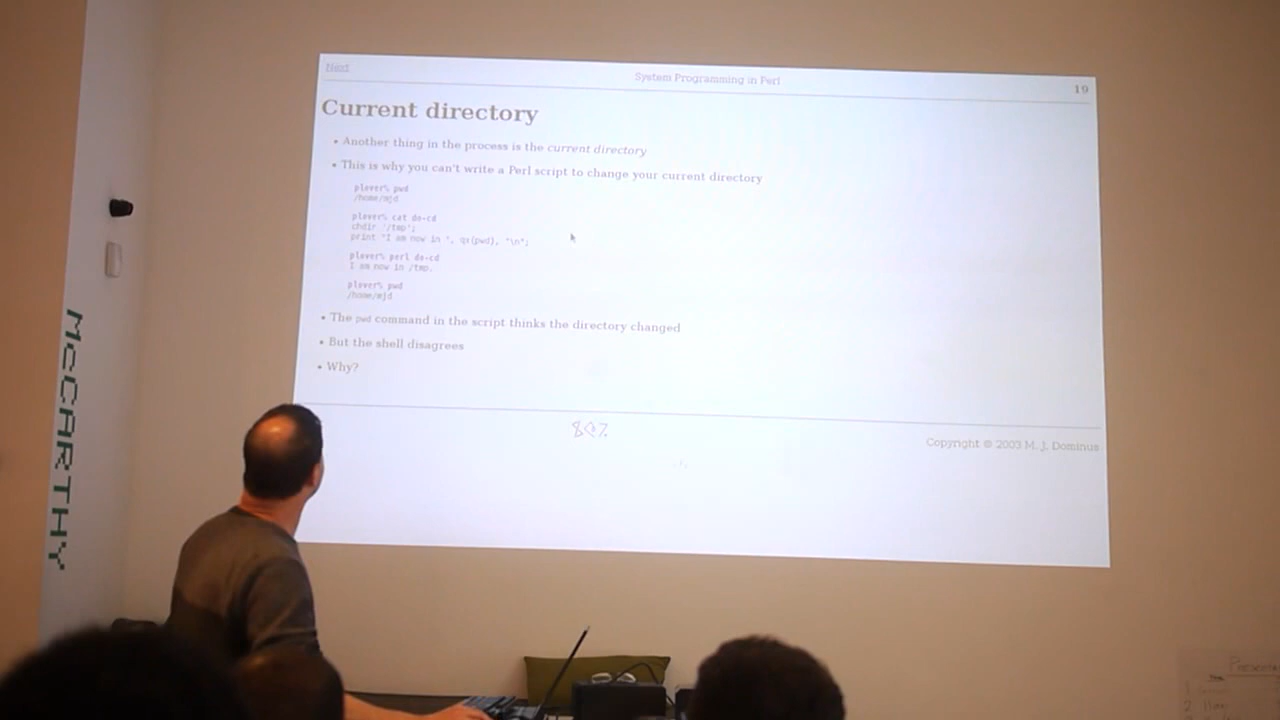 Next
System Programming in Perl
19
Current directory
• Another thing in the process is the current directory
• This is why you can't write a Perl script to change your current directory
plover% pwd
/home/mjd
plover% cat do-cd
chdir '/tmp';
print "I am now in ", qx(pwd), "\n";
plover% perl do-cd
I am now in /tmp.
plover% pwd
/home/mjd
• The pwd command in the script thinks the directory changed
• But the shell disagrees
• Why?
80%
Copyright © 2003 M. J. Dominus
MCCARTHY
1
2